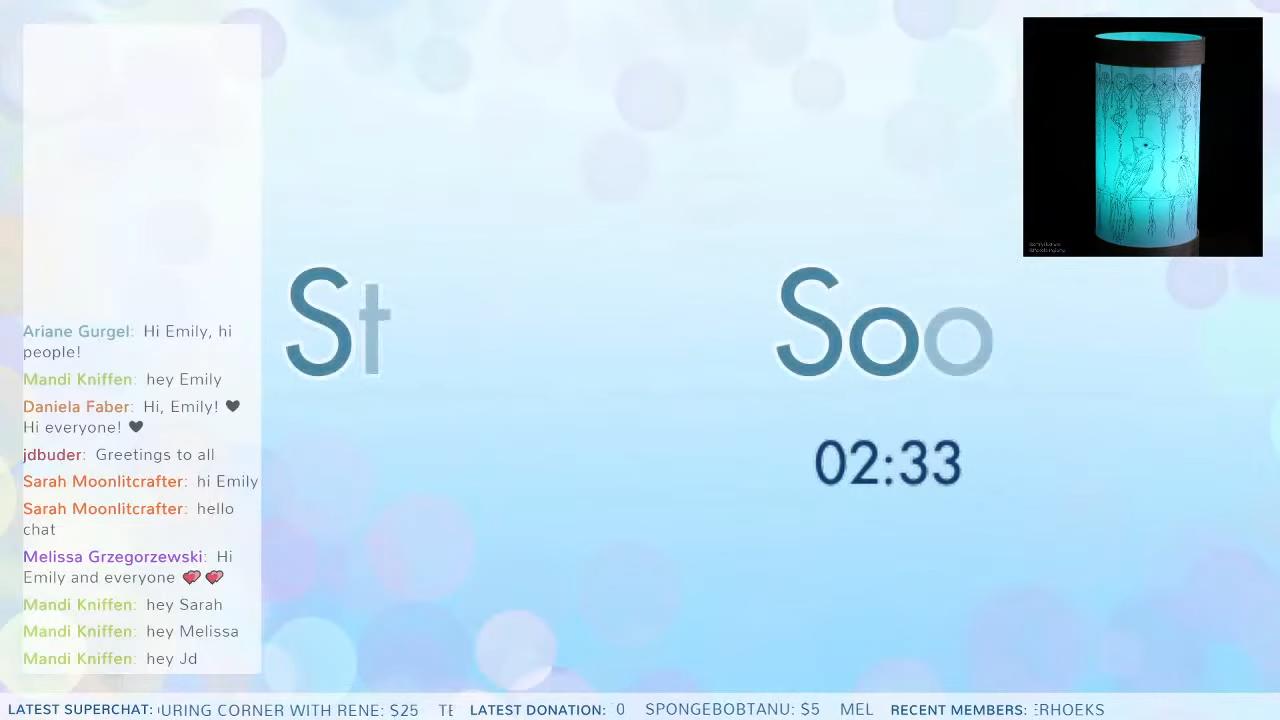 Ariane Gurgel: Hi Emily, hi
people!
Mandi Kniffen: hey Emily
Daniela Faber: Hi, Emily! 🖤
Hi everyone! 🖤
jdbuder: Greetings to all
Sarah Moonlitcrafter: hi Emily
Sarah Moonlitcrafter: hello
chat
Melissa Grzegorzewski: Hi
Emily and everyone 💕 💕
Mandi Kniffen: hey Sarah
Mandi Kniffen: hey Melissa
Mandi Kniffen: hey Jd
St Soo
02:33
LATEST SUPERCHAT: URING CORNER WITH RENE: $25 TE LATEST DONATION: 0 SPONGEBOBTANU: $5 MEL RECENT MEMBERS: ERHOEKS